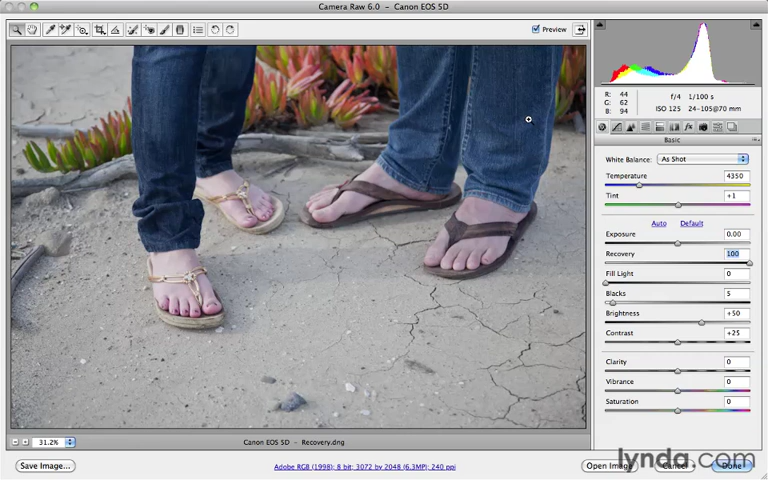 Camera Raw 6.0 - Canon EOS 5D
Preview
R: 44
G: 62
B: 94
f/4 1/100 s
ISO 125 24-105@70 mm
Basic
White Balance: As Shot
Temperature 4350
Tint +1
Auto Default
Exposure 0.00
Recovery 100
Fill Light 0
Blacks 5
Brightness +50
Contrast +25
Clarity 0
Vibrance 0
Saturation 0
31.2%
Canon EOS 5D - Recovery.dng
Save Image...
Adobe RGB (1998); 8 bit; 3072 by 2048 (6.3MP); 240 ppi
Open Image
Cancel
Done
lynda.com